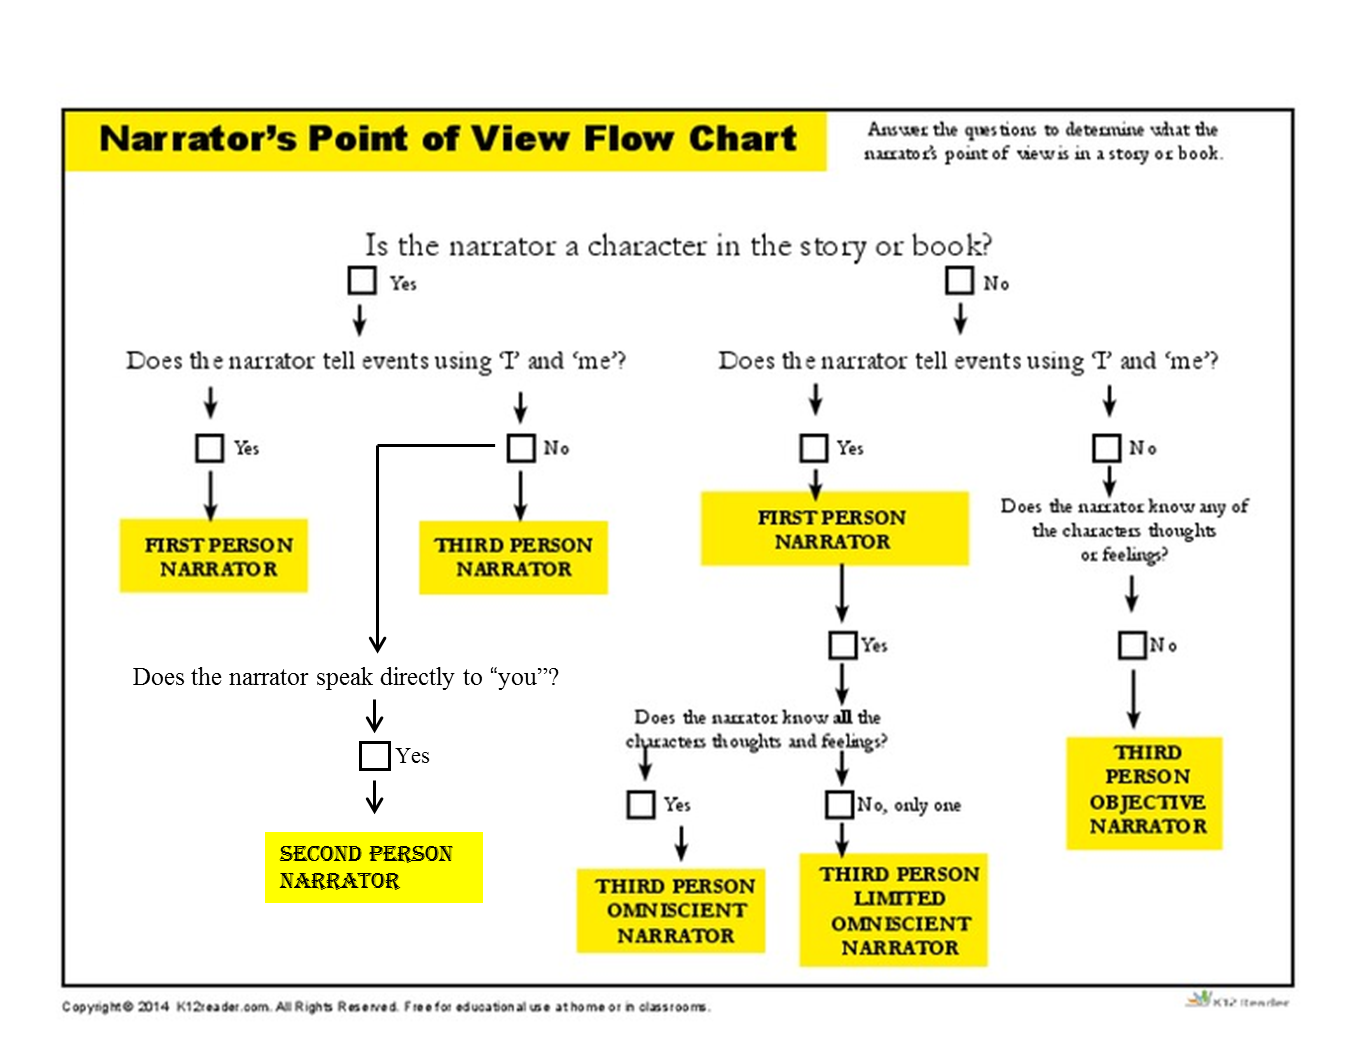 Narrator's Point of View Flow Chart
Answer the questions to determine what the
narrator's point of view is in a story or book.
Is the narrator a character in the story or book?
Yes
No
Does the narrator tell events using 'I' and 'me'?
Does the narrator tell events using 'I' and 'me'?
Yes
No
Yes
No
FIRST PERSON
NARRATOR
THIRD PERSON
NARRATOR
FIRST PERSON
NARRATOR
Does the narrator know any of
the characters thoughts
or feelings?
Yes
No
Does the narrator speak directly to “you”?
Yes
SECOND PERSON
NARRATOR
Does the narrator know all the
characters thoughts and feelings?
Yes
No, only one
THIRD PERSON
OMNISCIENT
NARRATOR
THIRD PERSON
LIMITED
OMNISCIENT
NARRATOR
THIRD
PERSON
OBJECTIVE
NARRATOR
Copyright© 2014 K12reader.com. All Rights Reserved. Free for educational use at home or in classrooms.
K12 Reader